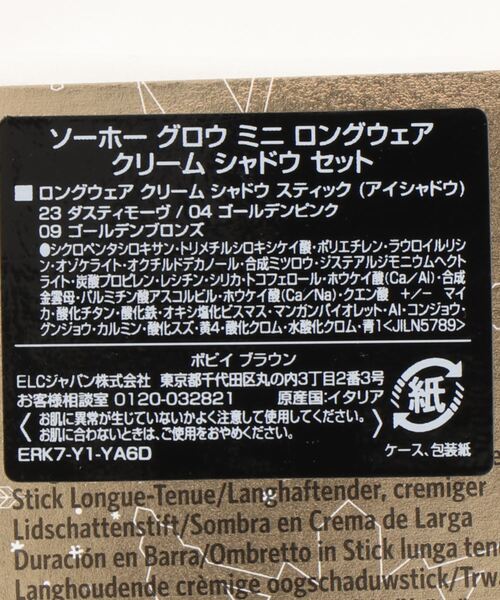 ソーホー グロウ ミニ ロングウェア
クリーム シャドウ セット
■ロングウェア クリーム シャドウ スティック (アイシャドウ)
23 ダスティモーヴ / 04 ゴールデンピンク
09 ゴールデンブロンズ
●シクロペンタシロキサン・トリメチルシロキシケイ酸・ポリエチレン・ラウロイルリシ
ン・オゾケライト・オクチルドデカノール・合成ミツロウ・ジステアルジモニウムヘクト
ライト・炭酸プロピレン・レシチン・シリカ・トコフェロール・ホウケイ酸(Ca/Al)・合成
金雲母・パルミチン酸アスコルビル・ホウケイ酸(Ca/Na)・クエン酸 +/- マイ
カ・酸化チタン・酸化鉄・オキシ塩化ビスマス・マンガンバイオレット・Al・コンジョウ・
グンジョウ・カルミン・酸化スズ・黄4・酸化クロム・水酸化クロム・青1<JILN5789>
ボビイ ブラウン
ELCジャパン株式会社 東京都千代田区丸の内3丁目2番3号
お客様相談室 0120-032821 原産国:イタリア
お肌に異常が生じていないかよく注意して使用してください。
お肌に合わないときは、ご使用をおやめください。
ERK7-Y1-YA6D
紙
ケース、包装紙
Stick Longue-Tenue/Langhaftender, cremiger
Lidschattenstift/Sombra en Crema de Larga
Duración en Barra/Ombretto in Stick lunga ten
Langhoudende crèmige oogschaduwstick/Trw